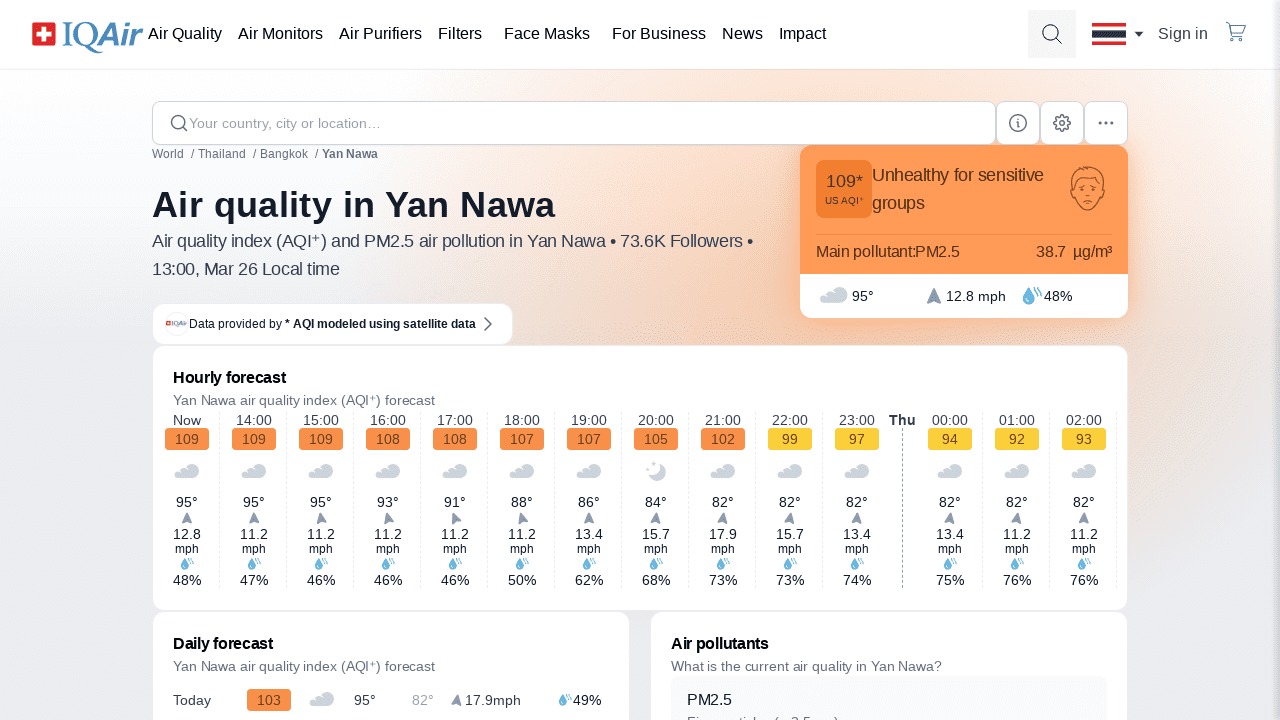 IQAir Air Quality Air Monitors Air Purifiers Filters Face Masks For Business News Impact Sign in
Your country, city or location...
World / Thailand / Bangkok / Yan Nawa
Air quality in Yan Nawa
Air quality index (AQI⁺) and PM2.5 air pollution in Yan Nawa • 73.6K Followers •
13:00, Mar 26 Local time
109*
US AQI⁺
Unhealthy for sensitive
groups
Main pollutant:PM2.5 38.7 µg/m³
95° 12.8 mph 48%
IQAir Data provided by * AQI modeled using satellite data
Hourly forecast
Yan Nawa air quality index (AQI⁺) forecast
Now 14:00 15:00 16:00 17:00 18:00 19:00 20:00 21:00 22:00 23:00 Thu 00:00 01:00 02:00
109 109 109 108 108 107 107 105 102 99 97 94 92 93
95° 95° 95° 93° 91° 88° 86° 84° 82° 82° 82° 82° 82° 82°
12.8 11.2 11.2 11.2 11.2 11.2 13.4 15.7 17.9 15.7 13.4 13.4 11.2 11.2
mph mph mph mph mph mph mph mph mph mph mph mph mph mph
48% 47% 46% 46% 46% 50% 62% 68% 73% 73% 74% 75% 76% 76%
Daily forecast
Yan Nawa air quality index (AQI⁺) forecast
Today 103 95° 82° 17.9mph 49%
Air pollutants
What is the current air quality in Yan Nawa?
PM2.5